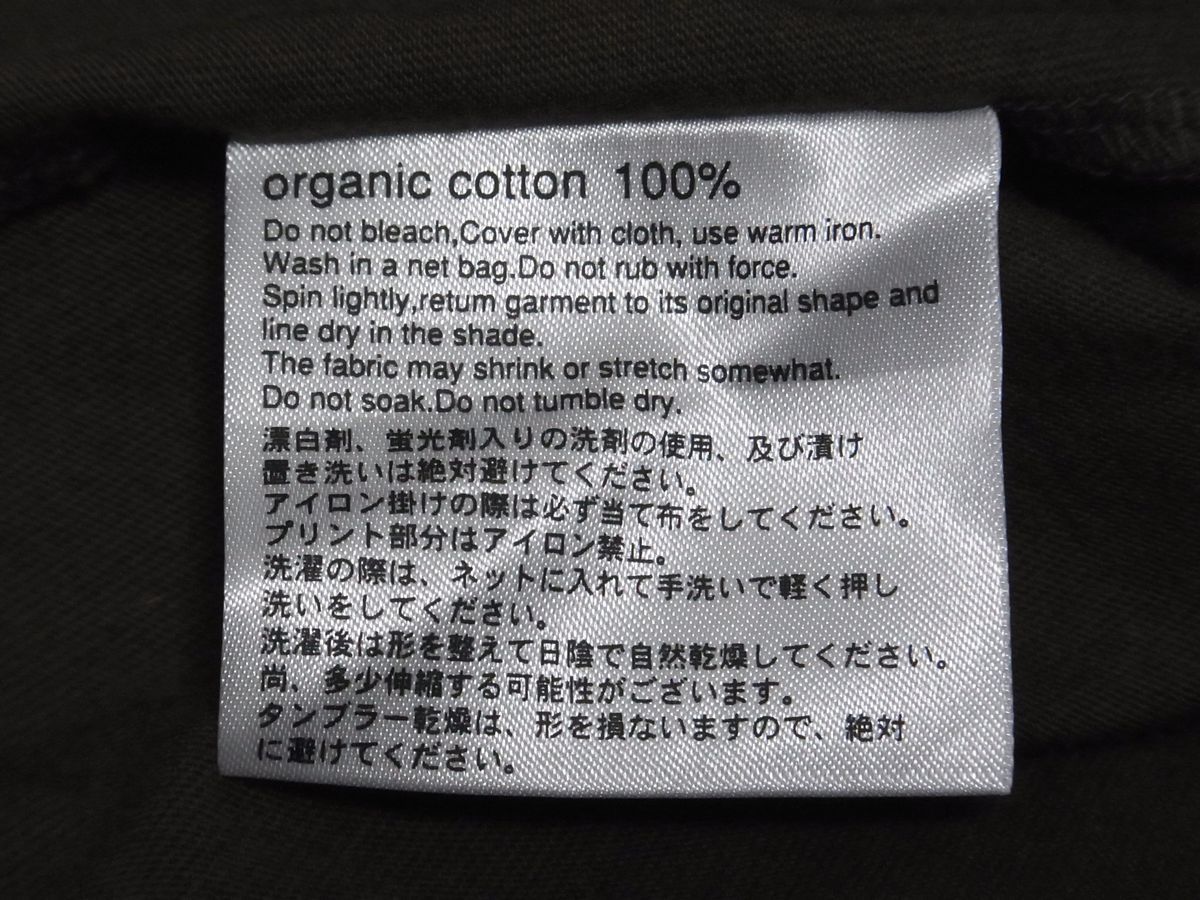 organic cotton 100%
Do not bleach,Cover with cloth, use warm iron.
Wash in a net bag.Do not rub with force.
Spin lightly,return garment to its original shape and
line dry in the shade.
The fabric may shrink or stretch somewhat.
Do not soak.Do not tumble dry.
漂白剤、蛍光剤入りの洗剤の使用、及び漬け
置き洗いは絶対避けてください。
アイロン掛けの際は必ず当て布をしてください。
プリント部分はアイロン禁止。
洗濯の際は、ネットに入れて手洗いで軽く押し
洗いをしてください。
洗濯後は形を整えて日陰で自然乾燥してください。
尚、多少伸縮する可能性がございます。
タンブラー乾燥は、形を損ないますので、絶対
に避けてください。